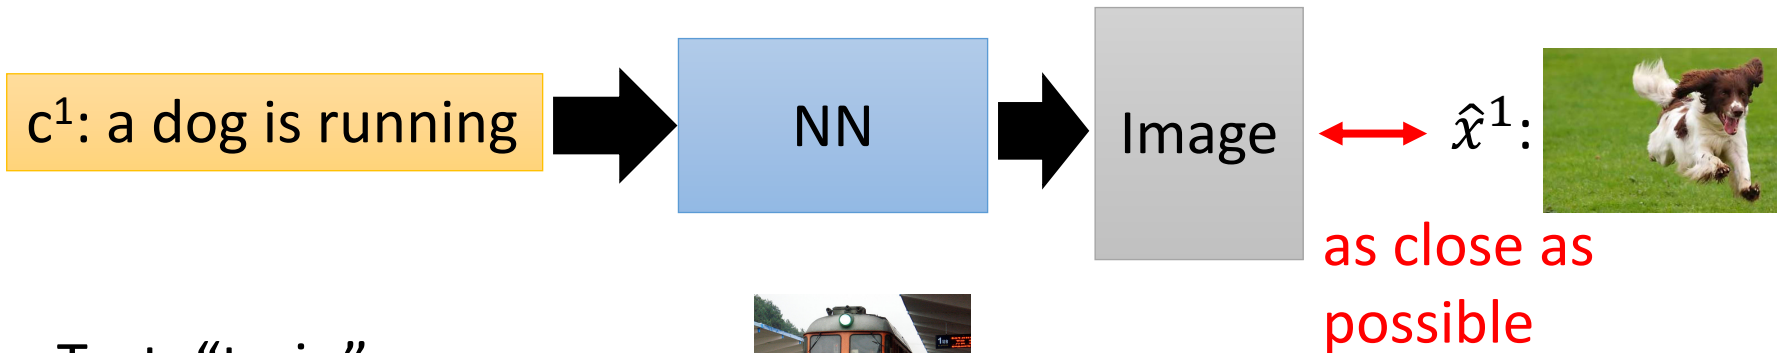 c¹: a dog is running
NN
Image
x̂¹:
as close as
possible